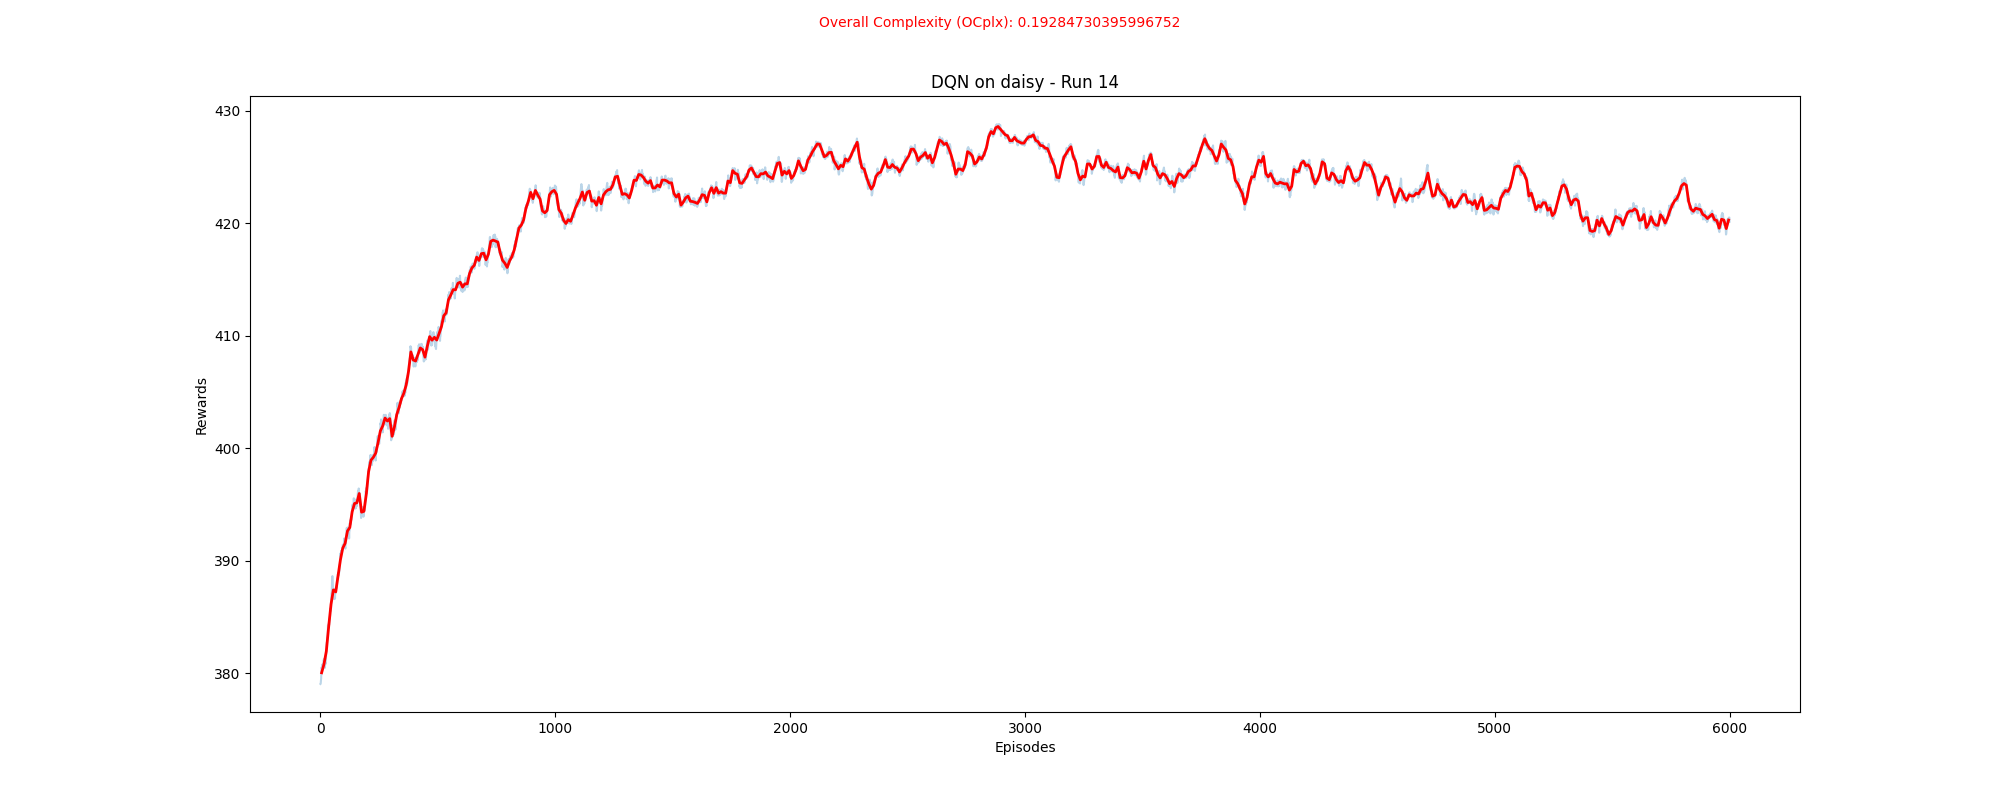 Overall Complexity (OCplx): 0.19284730395996752
DQN on daisy - Run 14
430
420
410
400
390
380
Rewards
0 1000 2000 3000 4000 5000 6000
Episodes